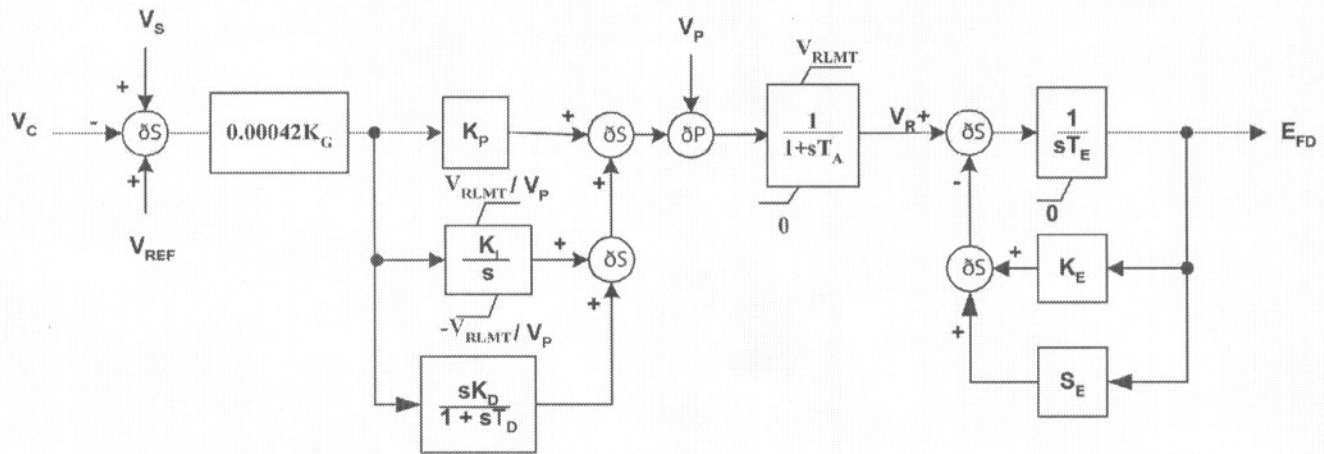 V_S
V_P
V_RLMT
+
V_C
-
δS
0.00042K_G
K_P
+
δS
δP
1
1+sT_A
V_R+
δS
1
sT_E
E_FD
+
V_REF
V_RLMT / V_P
+
-
0
0
K_I
s
+
δS
δS
+
K_E
-V_RLMT / V_P
+
+
sK_D
1 + sT_D
S_E